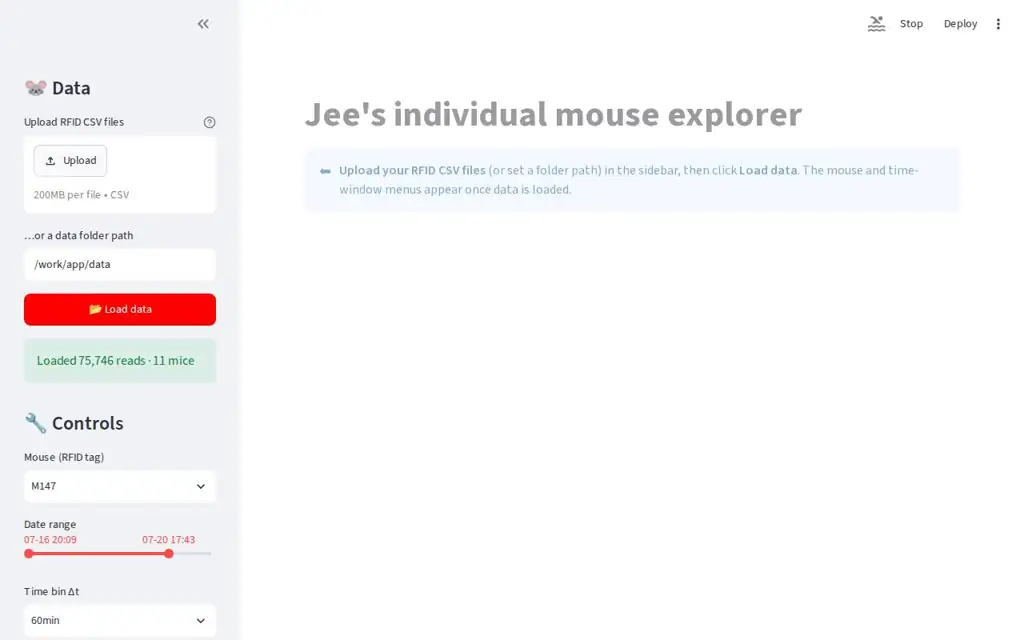 Stop
Deploy
Data
Upload RFID CSV files
Upload
200MB per file • CSV
...or a data folder path
/work/app/data
Load data
Loaded 75,746 reads · 11 mice
Controls
Mouse (RFID tag)
M147
Date range
07-16 20:09
07-20 17:43
Time bin Δt
60min
Jee's individual mouse explorer
Upload your RFID CSV files (or set a folder path) in the sidebar, then click Load data. The mouse and time-
window menus appear once data is loaded.